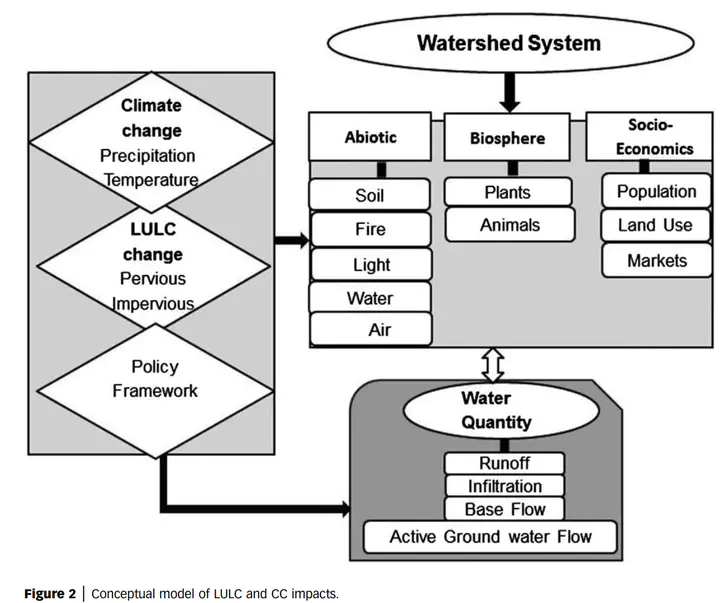 Watershed System
Climate
change
Precipitation
Temperature
LULC
change
Pervious
Impervious
Policy
Framework
Abiotic
Soil
Fire
Light
Water
Air
Biosphere
Plants
Animals
Socio-
Economics
Population
Land Use
Markets
Water
Quantity
Runoff
Infiltration
Base Flow
Active Ground water Flow
Figure 2 | Conceptual model of LULC and CC impacts.